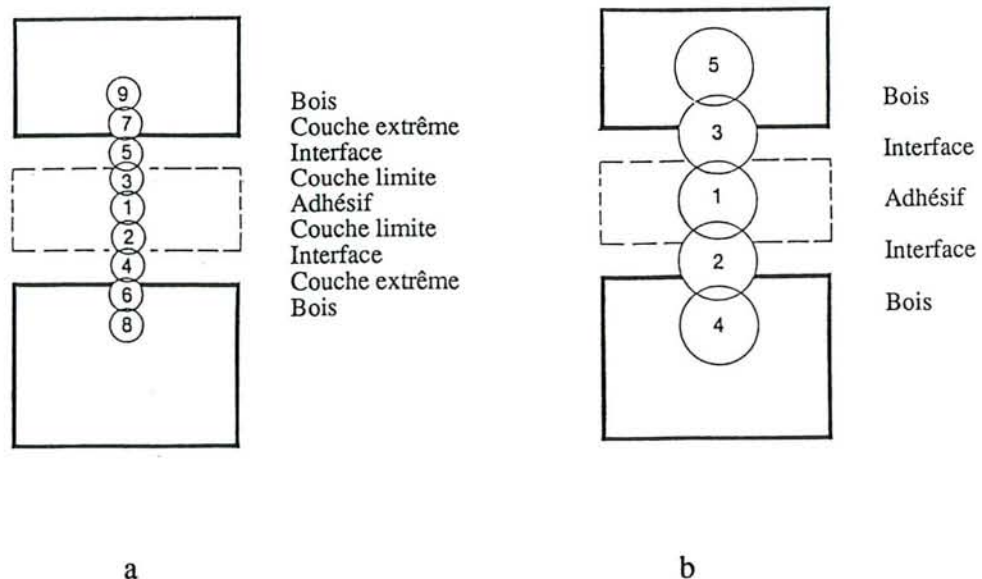 9
7
5
3
1
2
4
6
8
Bois
Couche extrême
Interface
Couche limite
Adhésif
Couche limite
Interface
Couche extrême
Bois
a
5
3
1
2
4
Bois
Interface
Adhésif
Interface
Bois
b